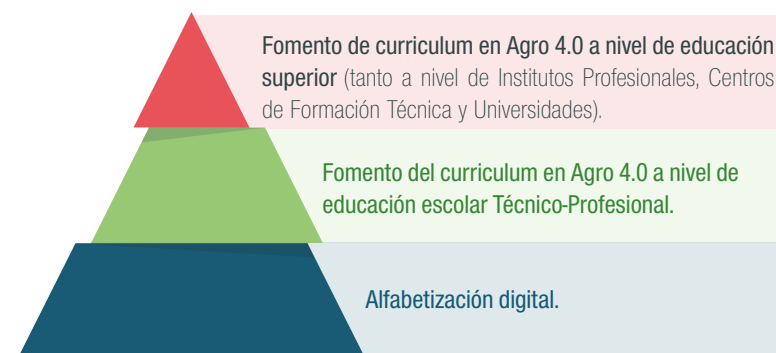 Fomento de curriculum en Agro 4.0 a nivel de educación
superior (tanto a nivel de Institutos Profesionales, Centros
de Formación Técnica y Universidades).
Fomento del curriculum en Agro 4.0 a nivel de
educación escolar Técnico-Profesional.
Alfabetización digital.